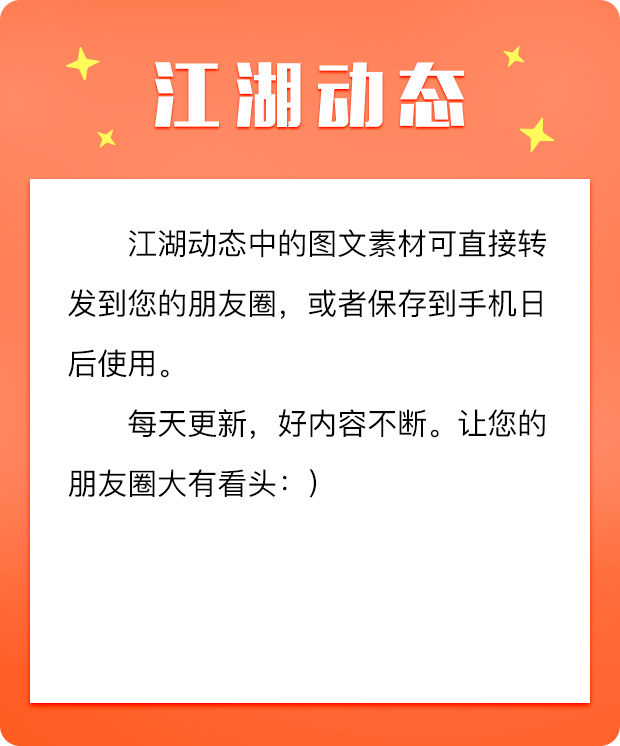 江湖动态
江湖动态中的图文素材可直接转
发到您的朋友圈，或者保存到手机日
后使用。
每天更新，好内容不断。让您的
朋友圈大有看头：）